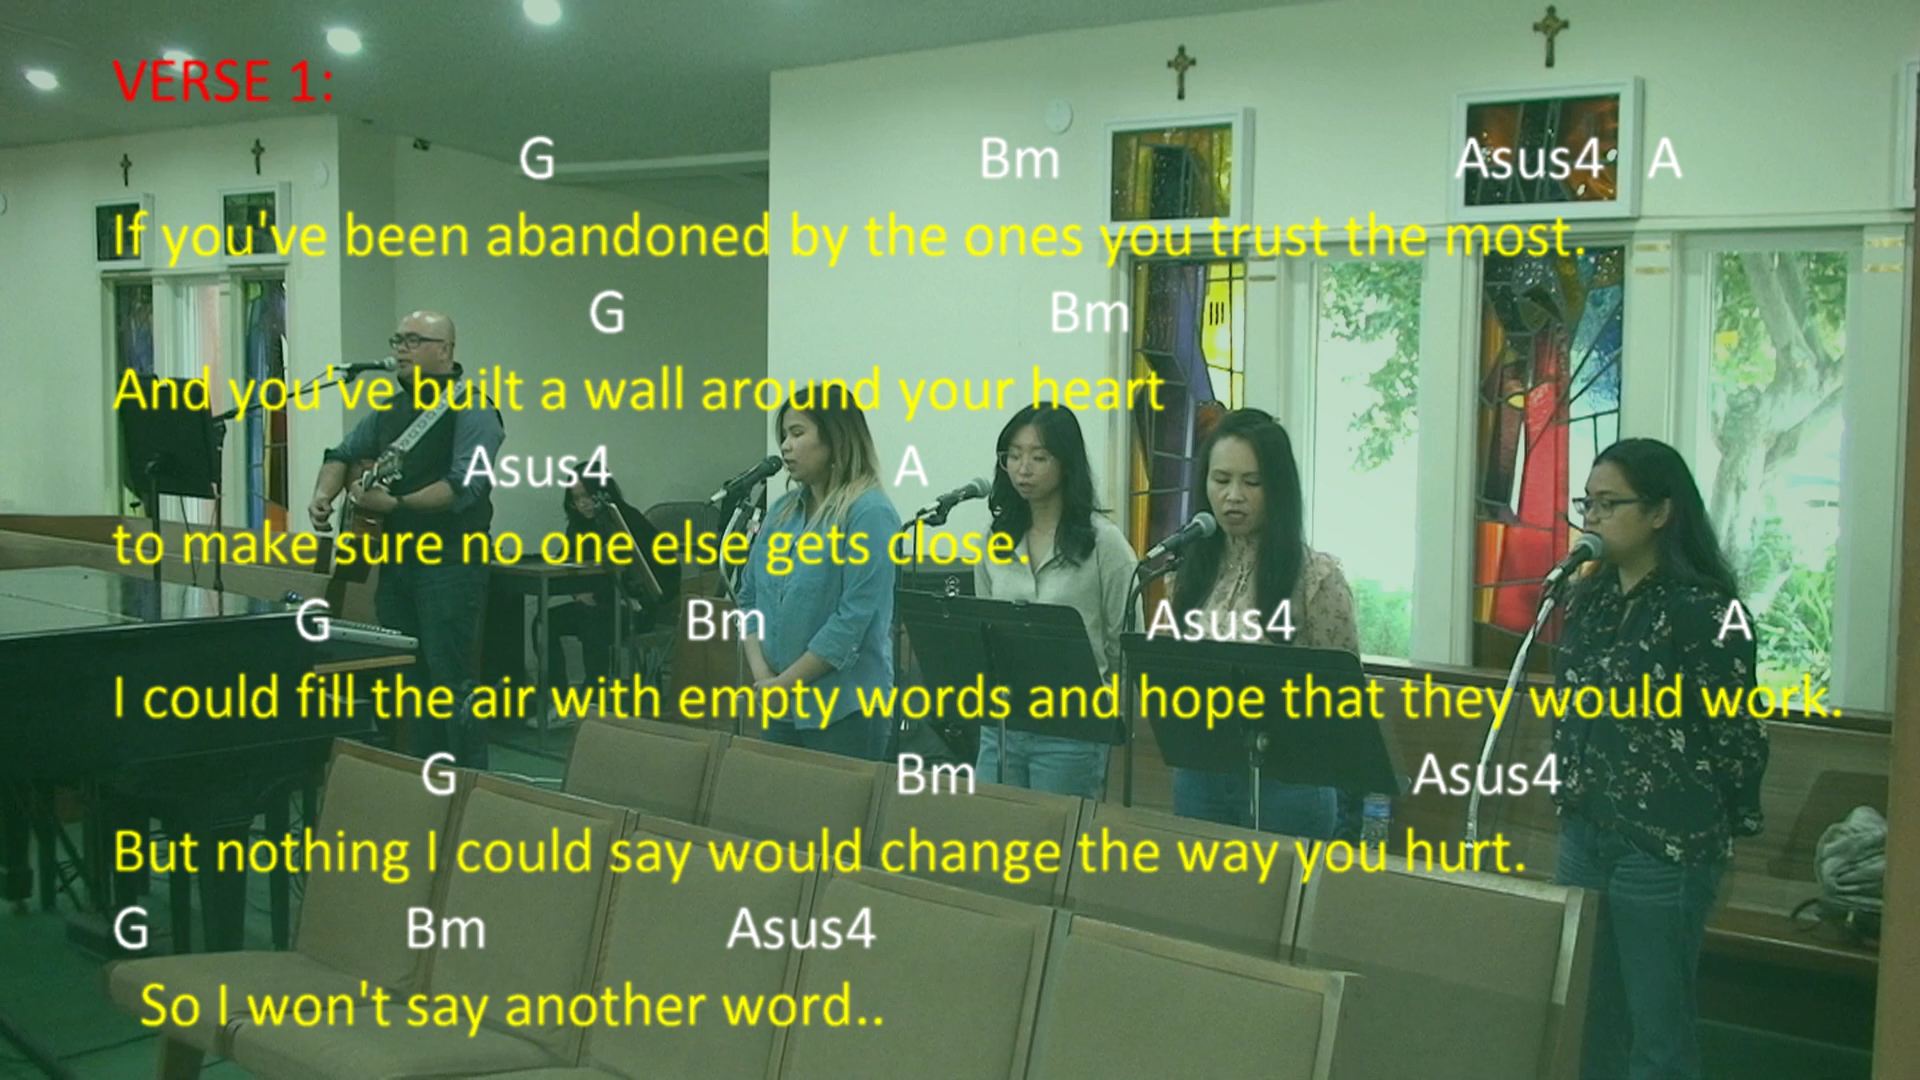 VERSE 1:
G Bm Asus4 A
If you've been abandoned by the ones you trust the most.
G Bm
And you've built a wall around your heart
Asus4 A
to make sure no one else gets close.
G Bm Asus4 A
I could fill the air with empty words and hope that they would work.
G Bm Asus4
But nothing I could say would change the way you hurt.
G Bm Asus4
So I won't say another word..